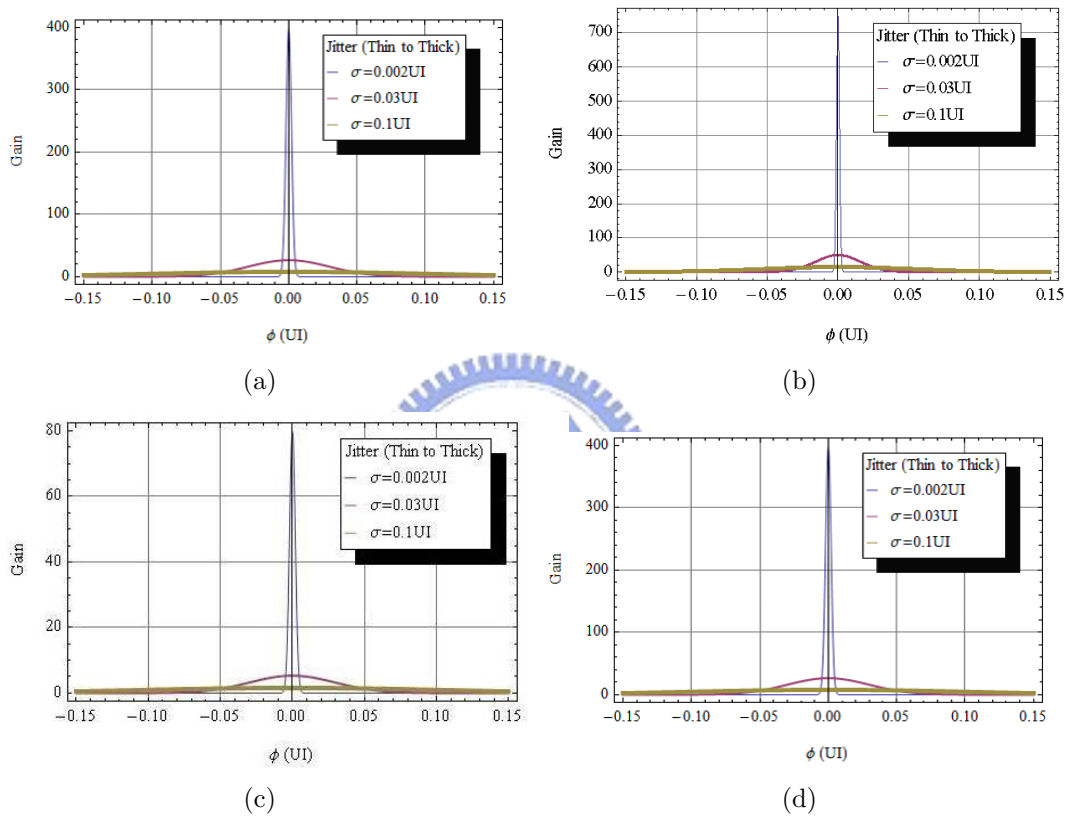 400
300
200
100
0
Gain
Jitter (Thin to Thick)
σ=0.002UI
σ=0.03UI
σ=0.1UI
−0.15 −0.10 −0.05 0.00 0.05 0.10 0.15
ϕ (UI)
(a)
700
600
500
400
300
200
100
0
Gain
Jitter (Thin to Thick)
σ=0.002UI
σ=0.03UI
σ=0.1UI
−0.15 −0.10 −0.05 0.00 0.05 0.10 0.15
ϕ (UI)
(b)
80
60
40
20
0
Gain
Jitter (Thin to Thick)
σ=0.002UI
σ=0.03UI
σ=0.1UI
−0.15 −0.10 −0.05 0.00 0.05 0.10 0.15
ϕ (UI)
(c)
400
300
200
100
0
Gain
Jitter (Thin to Thick)
σ=0.002UI
σ=0.03UI
σ=0.1UI
−0.15 −0.10 −0.05 0.00 0.05 0.10 0.15
ϕ (UI)
(d)